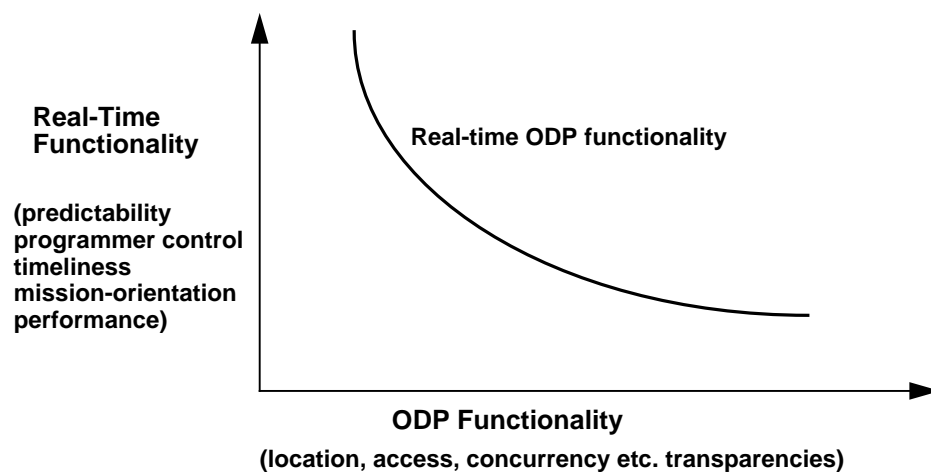 Real-Time
Functionality
Real-time ODP functionality
(predictability
programmer control
timeliness
mission-orientation
performance)
ODP Functionality
(location, access, concurrency etc. transparencies)